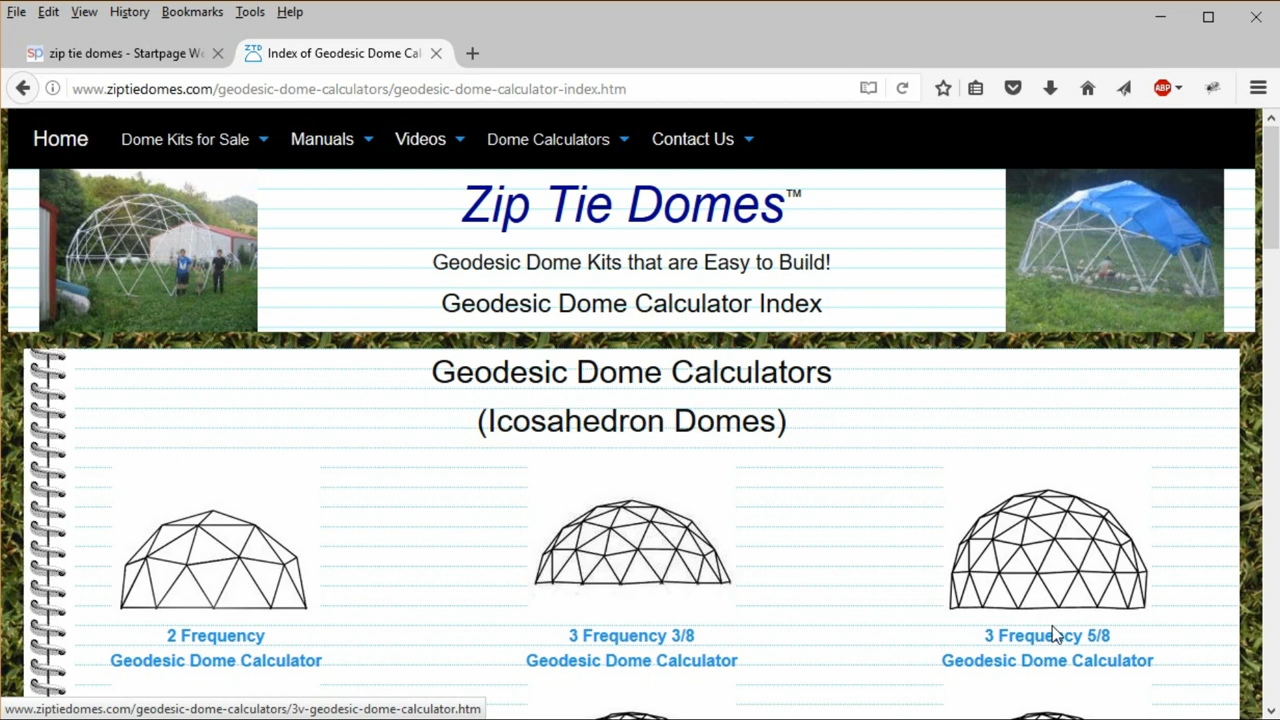 File Edit View History Bookmarks Tools Help
SP zip tie domes - Startpage We
ZTD Index of Geodesic Dome Cal
www.ziptiedomes.com/geodesic-dome-calculators/geodesic-dome-calculator-index.htm
ABP
Home Dome Kits for Sale Manuals Videos Dome Calculators Contact Us
Zip Tie Domes™
Geodesic Dome Kits that are Easy to Build!
Geodesic Dome Calculator Index
Geodesic Dome Calculators
(Icosahedron Domes)
2 Frequency
Geodesic Dome Calculator
3 Frequency 3/8
Geodesic Dome Calculator
3 Frequency 5/8
Geodesic Dome Calculator
www.ziptiedomes.com/geodesic-dome-calculators/3v-geodesic-dome-calculator.htm